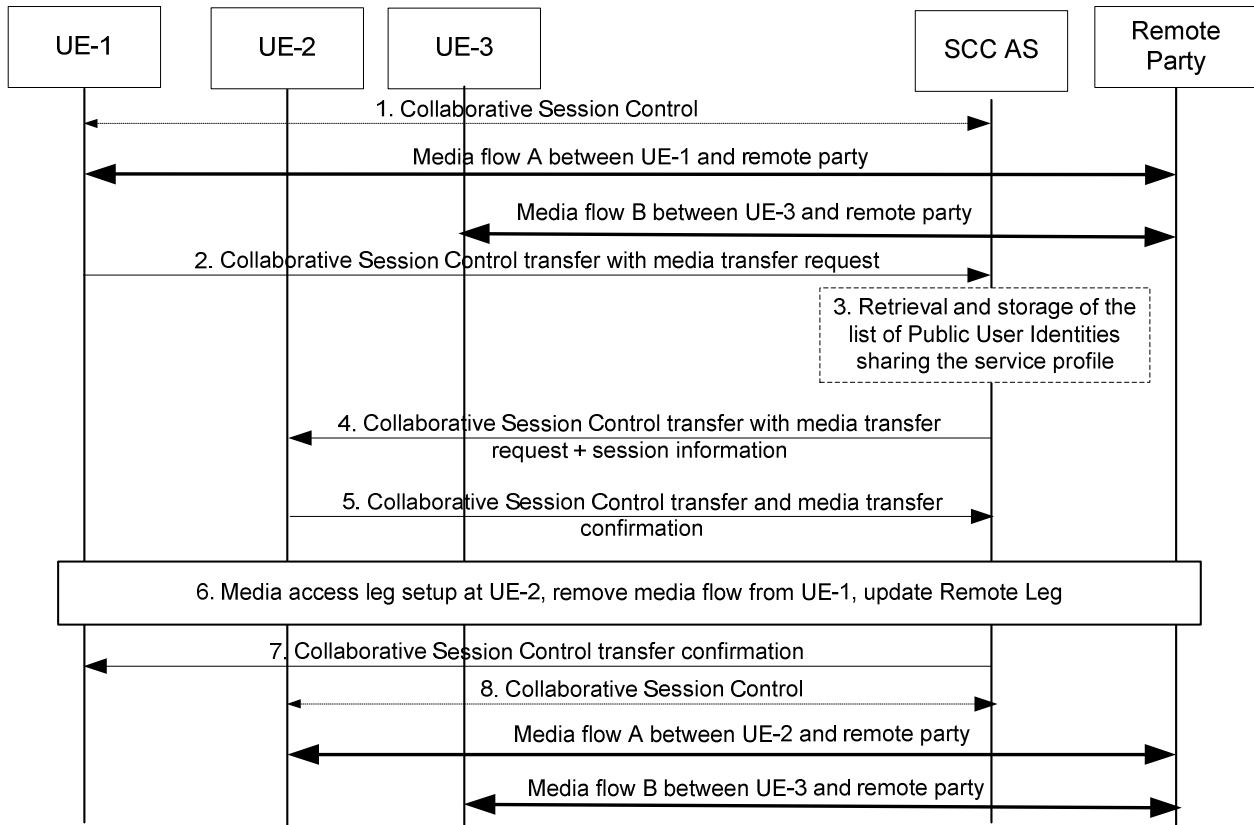 UE-1
UE-2
UE-3
SCC AS
Remote
Party
1. Collaborative Session Control
Media flow A between UE-1 and remote party
Media flow B between UE-3 and remote party
2. Collaborative Session Control transfer with media transfer request
3. Retrieval and storage of the
list of Public User Identities
sharing the service profile
4. Collaborative Session Control transfer with media transfer
request + session information
5. Collaborative Session Control transfer and media transfer
confirmation
6. Media access leg setup at UE-2, remove media flow from UE-1, update Remote Leg
7. Collaborative Session Control transfer confirmation
8. Collaborative Session Control
Media flow A between UE-2 and remote party
Media flow B between UE-3 and remote party